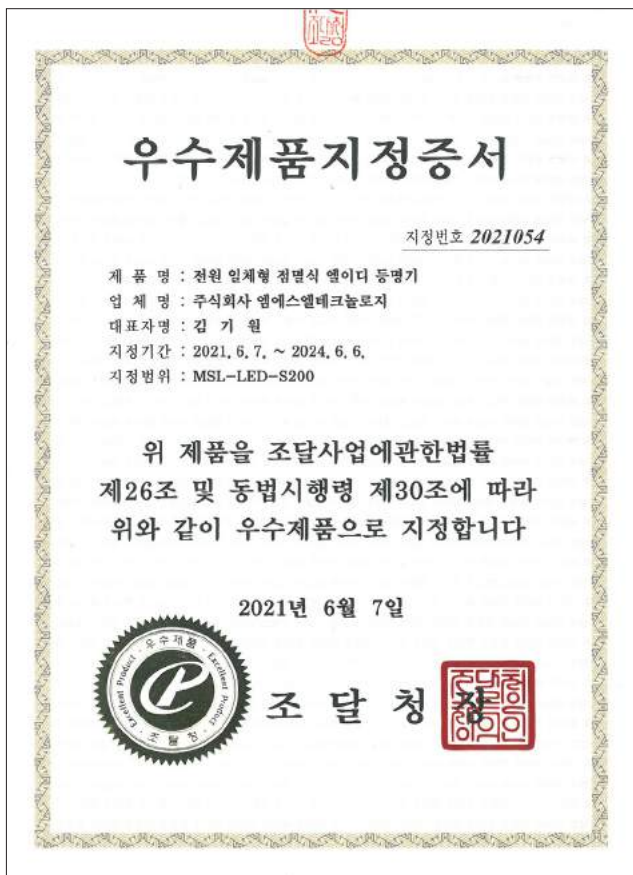 우수제품지정증서
지정번호 2021054
제 품 명 : 전원 일체형 점멸식 엘이디 등명기
업 체 명 : 주식회사 엠에스엘테크놀로지
대표자명 : 김 기 원
지정기간 : 2021. 6. 7. ~ 2024. 6. 6.
지정범위 : MSL-LED-S200
위 제품을 조달사업에관한법률
제26조 및 동법시행령 제30조에 따라
위와 같이 우수제품으로 지정합니다
2021년 6월 7일
· 우수제품 · Excellent Product · 조달청 · Excellent Product
조 달 청 장